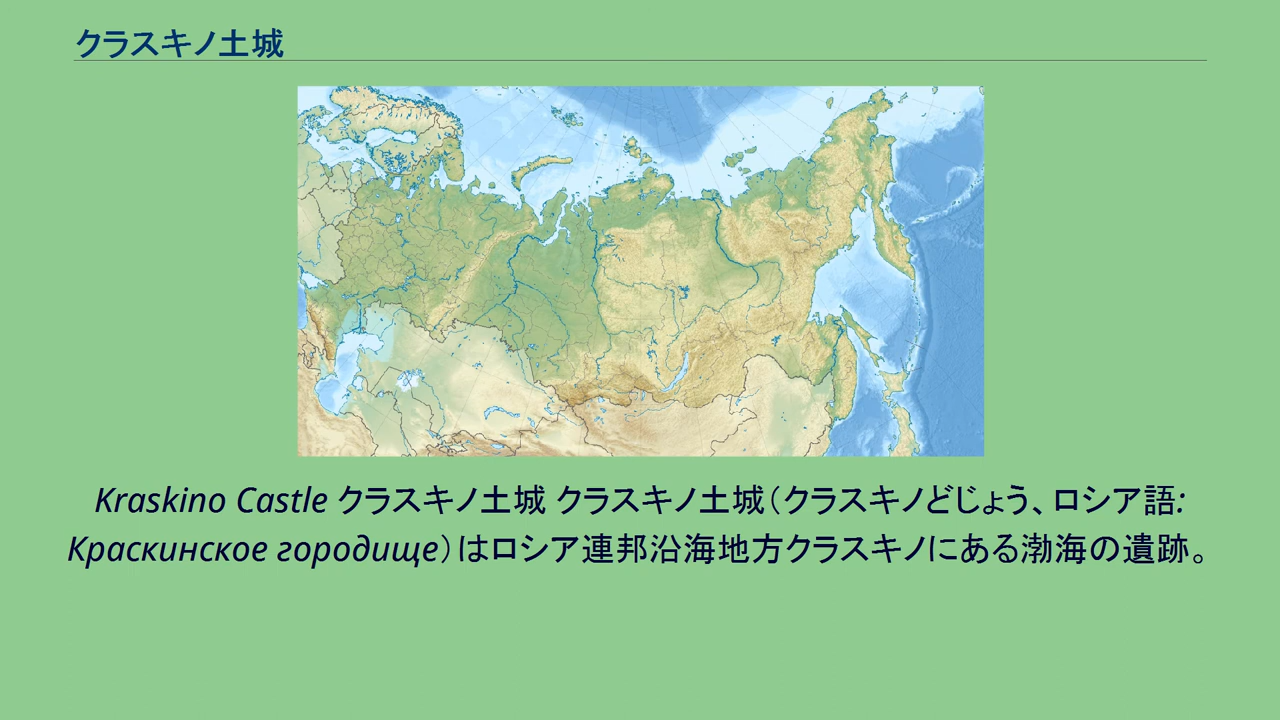 クラスキノ土城
Kraskino Castle クラスキノ土城 クラスキノ土城（クラスキノどじょう、ロシア語:
Краскинское городище）はロシア連邦沿海地方クラスキノにある渤海の遺跡。